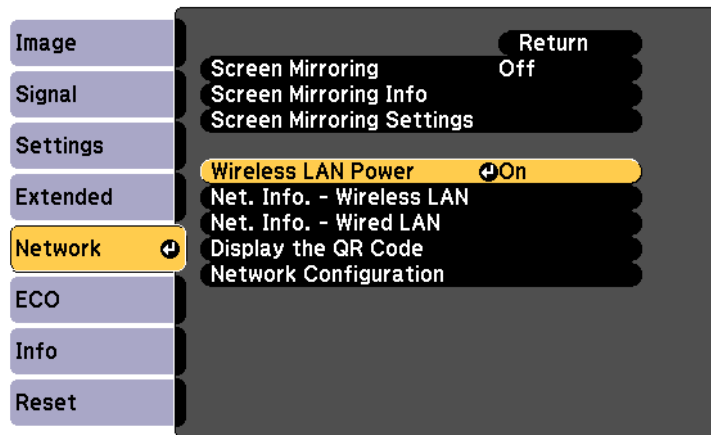 Image
Signal
Settings
Extended
Network
ECO
Info
Reset
Return
Screen Mirroring Off
Screen Mirroring Info
Screen Mirroring Settings
Wireless LAN Power On
Net. Info. - Wireless LAN
Net. Info. - Wired LAN
Display the QR Code
Network Configuration